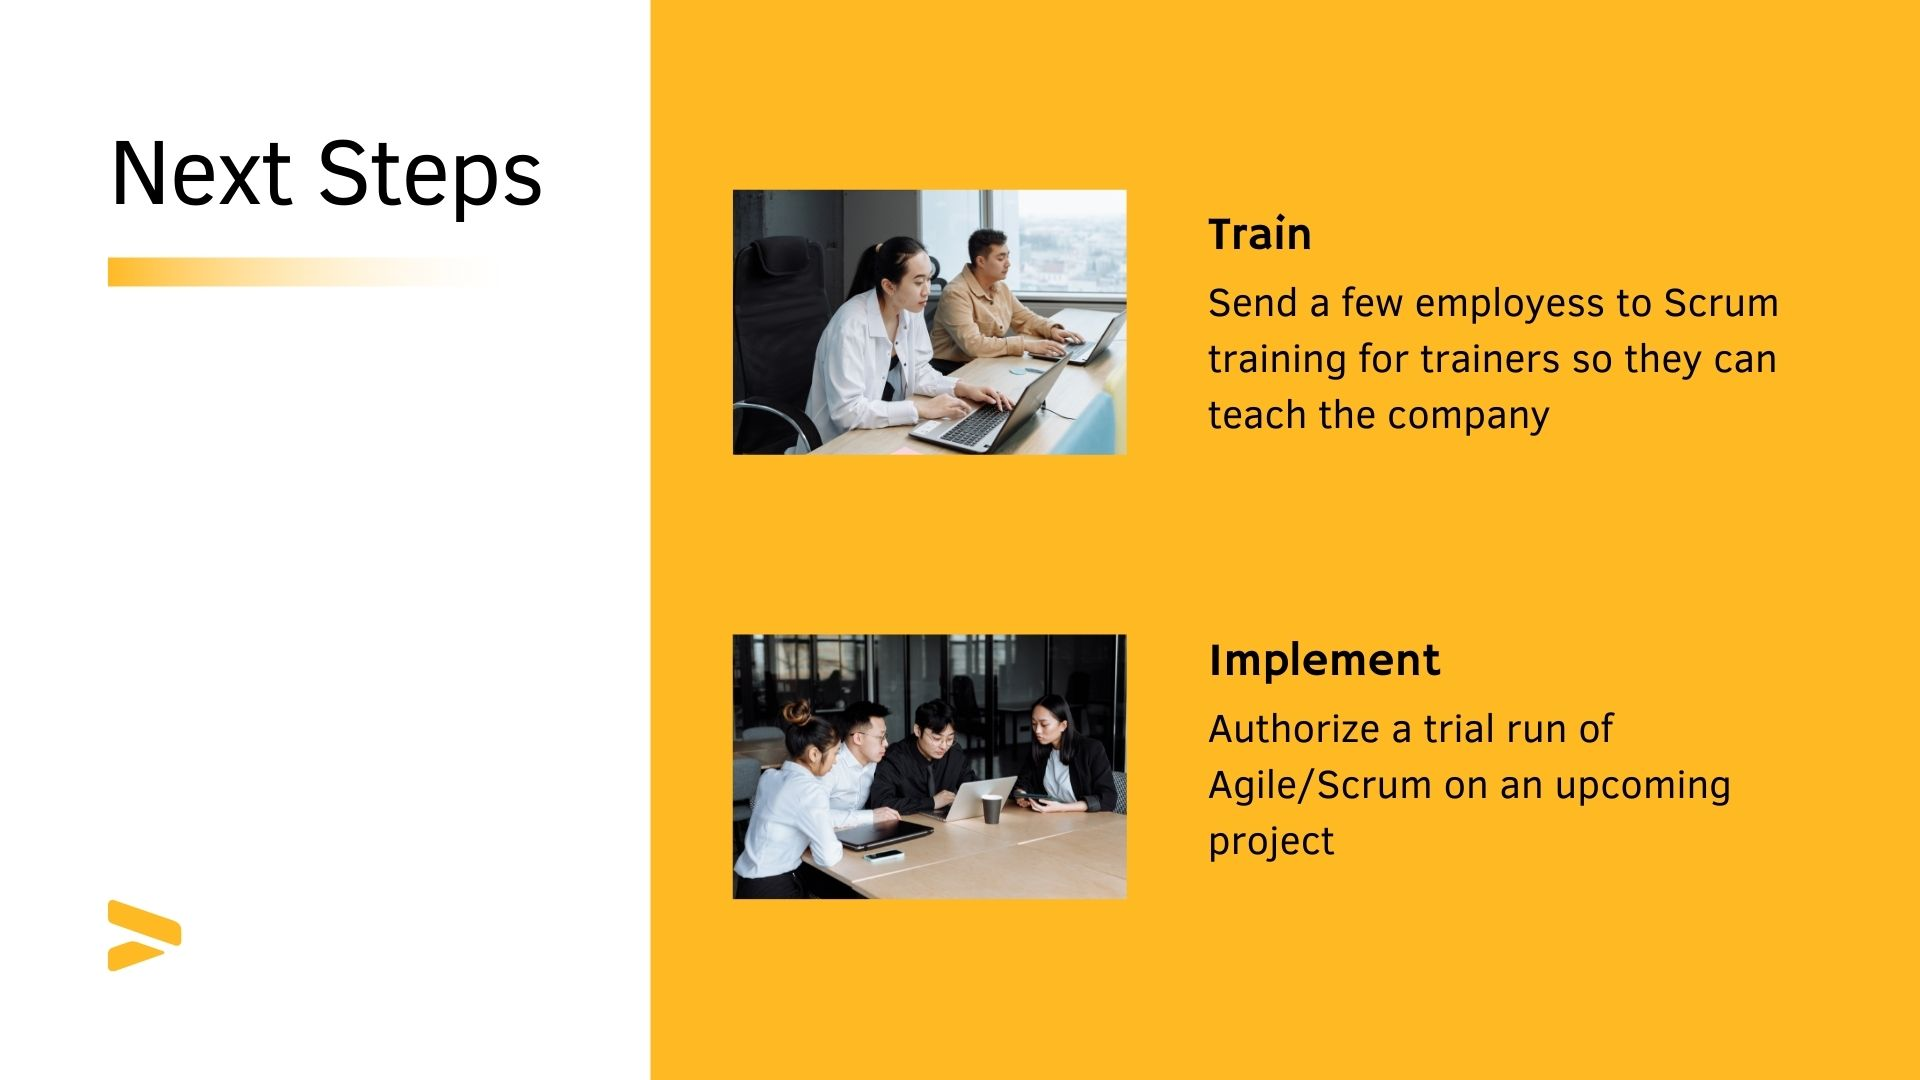 Next Steps
Train
Send a few employess to Scrum
training for trainers so they can
teach the company
Implement
Authorize a trial run of
Agile/Scrum on an upcoming
project